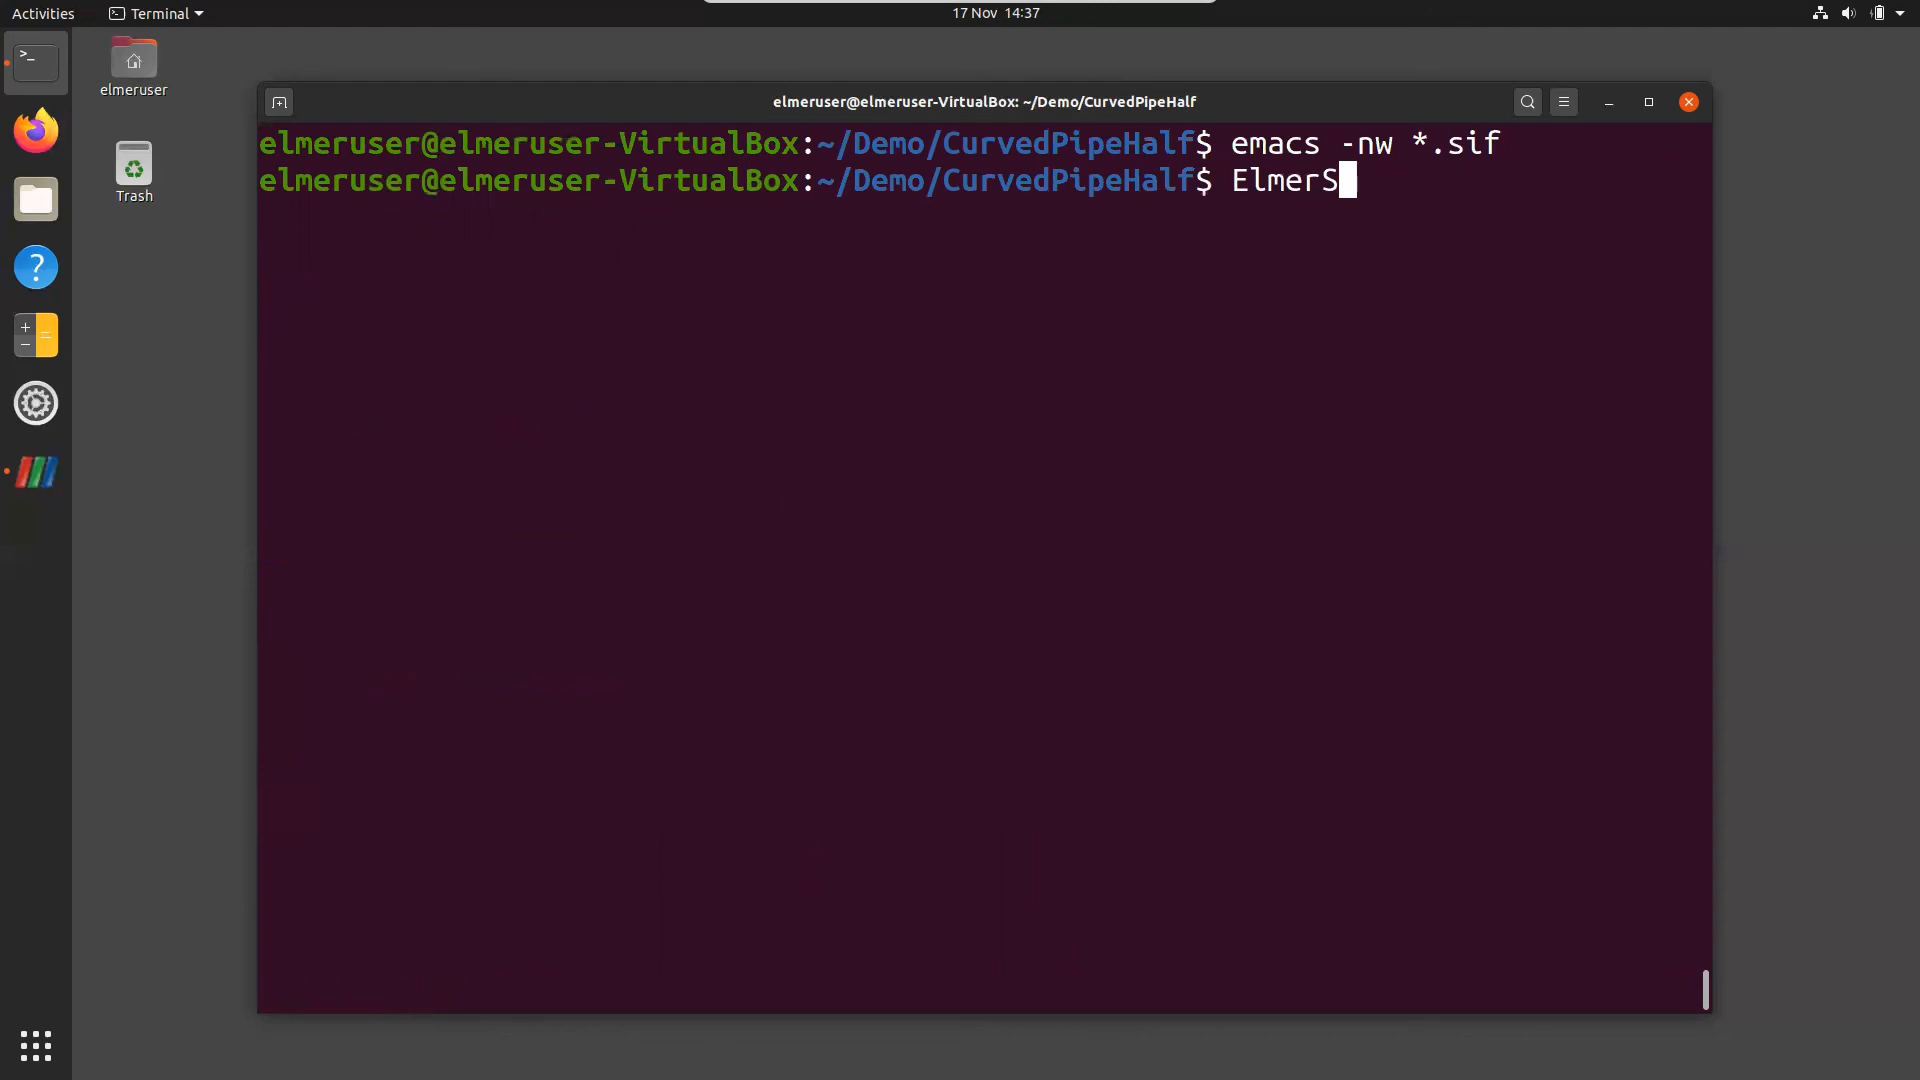 Activities
Terminal
17 Nov 14:37
elmeruser
Trash
elmeruser@elmeruser-VirtualBox: ~/Demo/CurvedPipeHalf
elmeruser@elmeruser-VirtualBox:~/Demo/CurvedPipeHalf$ emacs -nw *.sif
elmeruser@elmeruser-VirtualBox:~/Demo/CurvedPipeHalf$ ElmerS